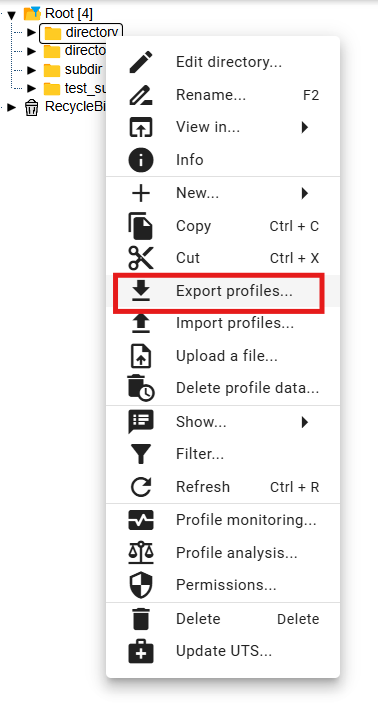 Root [4]
directory
directo
subdir
test_su
RecycleBi
Edit directory...
Rename... F2
View in...
Info
New...
Copy Ctrl + C
Cut Ctrl + X
Export profiles...
Import profiles...
Upload a file...
Delete profile data...
Show...
Filter...
Refresh Ctrl + R
Profile monitoring...
Profile analysis...
Permissions...
Delete Delete
Update UTS...